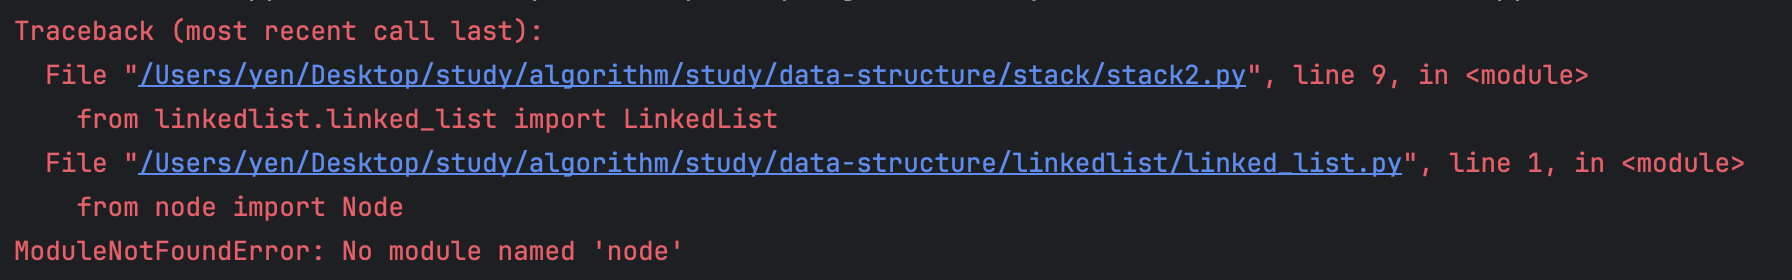 Traceback (most recent call last):
  File "/Users/yen/Desktop/study/algorithm/study/data-structure/stack/stack2.py", line 9, in <module>
    from linkedlist.linked_list import LinkedList
  File "/Users/yen/Desktop/study/algorithm/study/data-structure/linkedlist/linked_list.py", line 1, in <module>
    from node import Node
ModuleNotFoundError: No module named 'node'